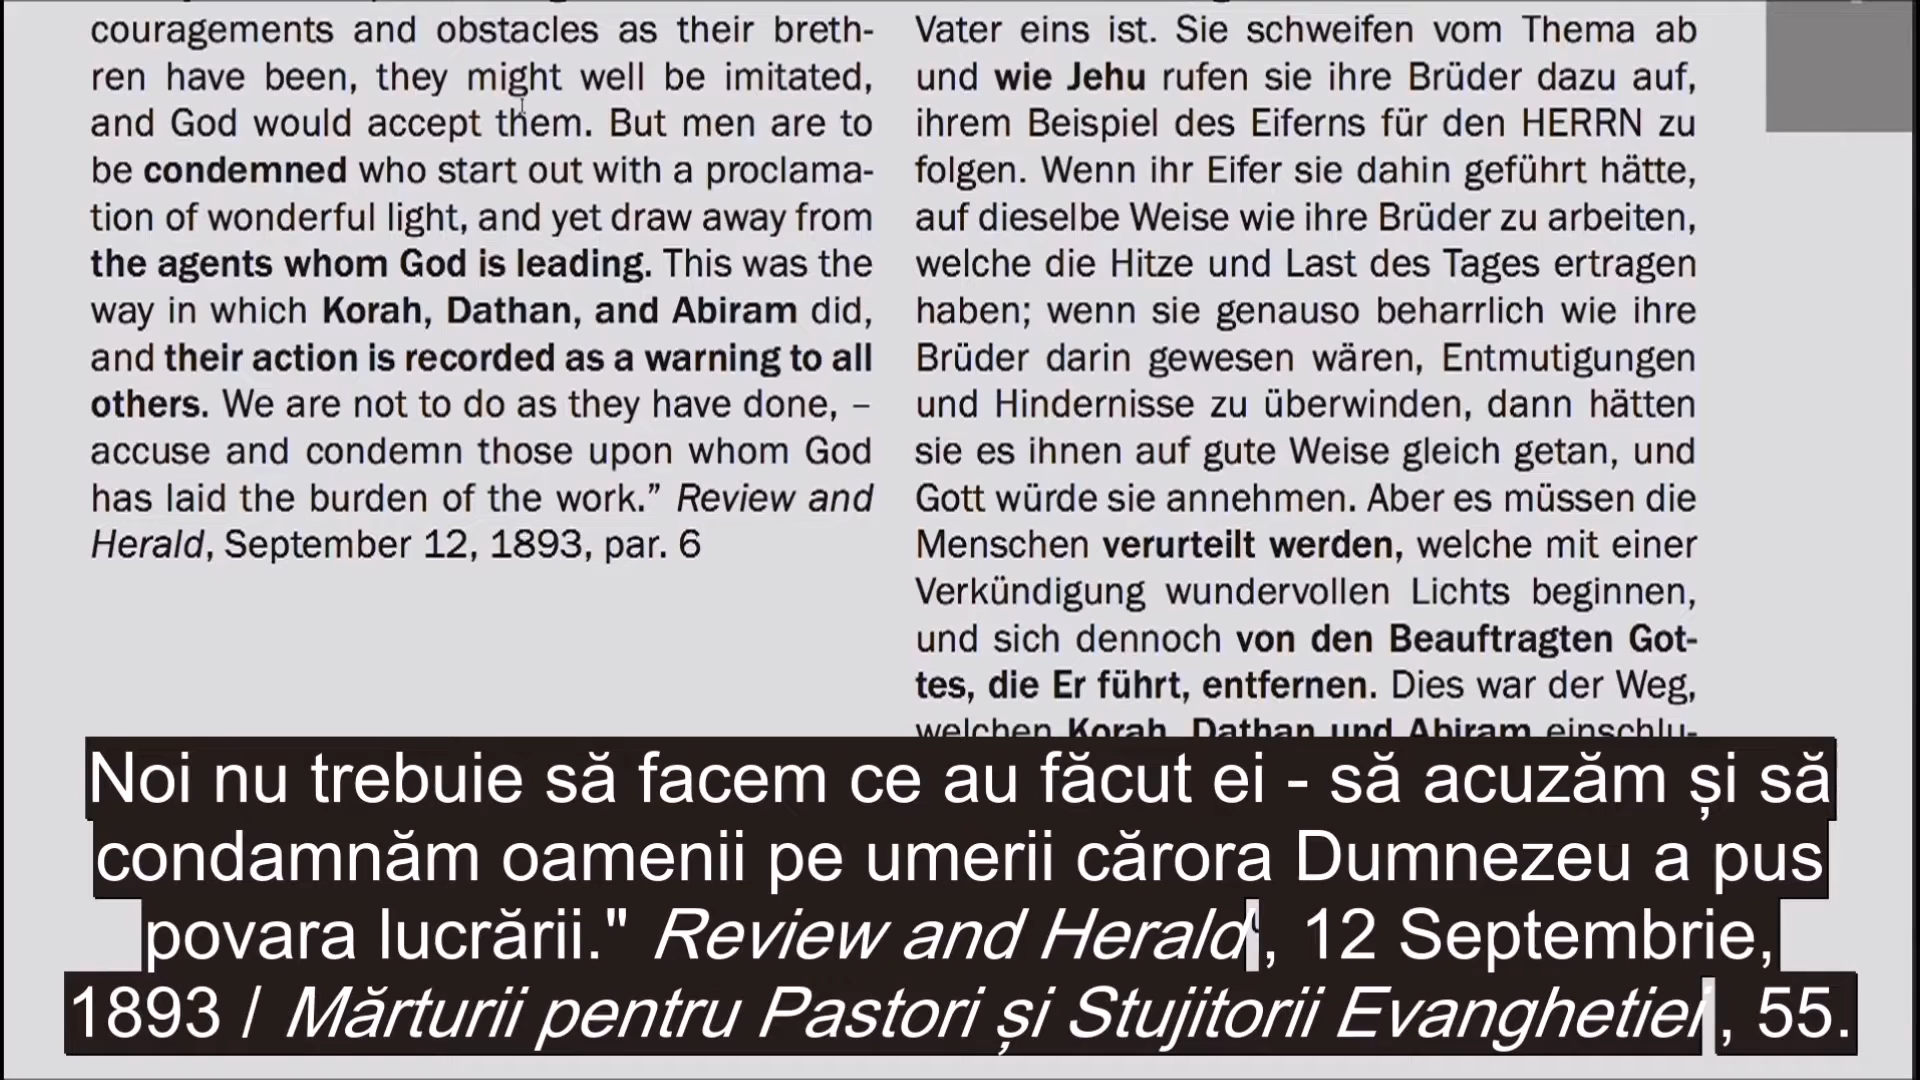 couragements and obstacles as their breth-
ren have been, they might well be imitated,
and God would accept them. But men are to
be condemned who start out with a proclama-
tion of wonderful light, and yet draw away from
the agents whom God is leading. This was the
way in which Korah, Dathan, and Abiram did,
and their action is recorded as a warning to all
others. We are not to do as they have done, –
accuse and condemn those upon whom God
has laid the burden of the work.” Review and
Herald, September 12, 1893, par. 6
Vater eins ist. Sie schweifen vom Thema ab
und wie Jehu rufen sie ihre Brüder dazu auf,
ihrem Beispiel des Eiferns für den HERRN zu
folgen. Wenn ihr Eifer sie dahin geführt hätte,
auf dieselbe Weise wie ihre Brüder zu arbeiten,
welche die Hitze und Last des Tages ertragen
haben; wenn sie genauso beharrlich wie ihre
Brüder darin gewesen wären, Entmutigungen
und Hindernisse zu überwinden, dann hätten
sie es ihnen auf gute Weise gleich getan, und
Gott würde sie annehmen. Aber es müssen die
Menschen verurteilt werden, welche mit einer
Verkündigung wundervollen Lichts beginnen,
und sich dennoch von den Beauftragten Got-
tes, die Er führt, entfernen. Dies war der Weg,
welchen Korah, Dathan und Abiram einschlu-
Noi nu trebuie să facem ce au făcut ei - să acuzăm și să
condamnăm oamenii pe umerii cărora Dumnezeu a pus
povara lucrării." Review and Herald , 12 Septembrie,
1893 / Mărturii pentru Pastori și Stujitorii Evanghetiei , 55.